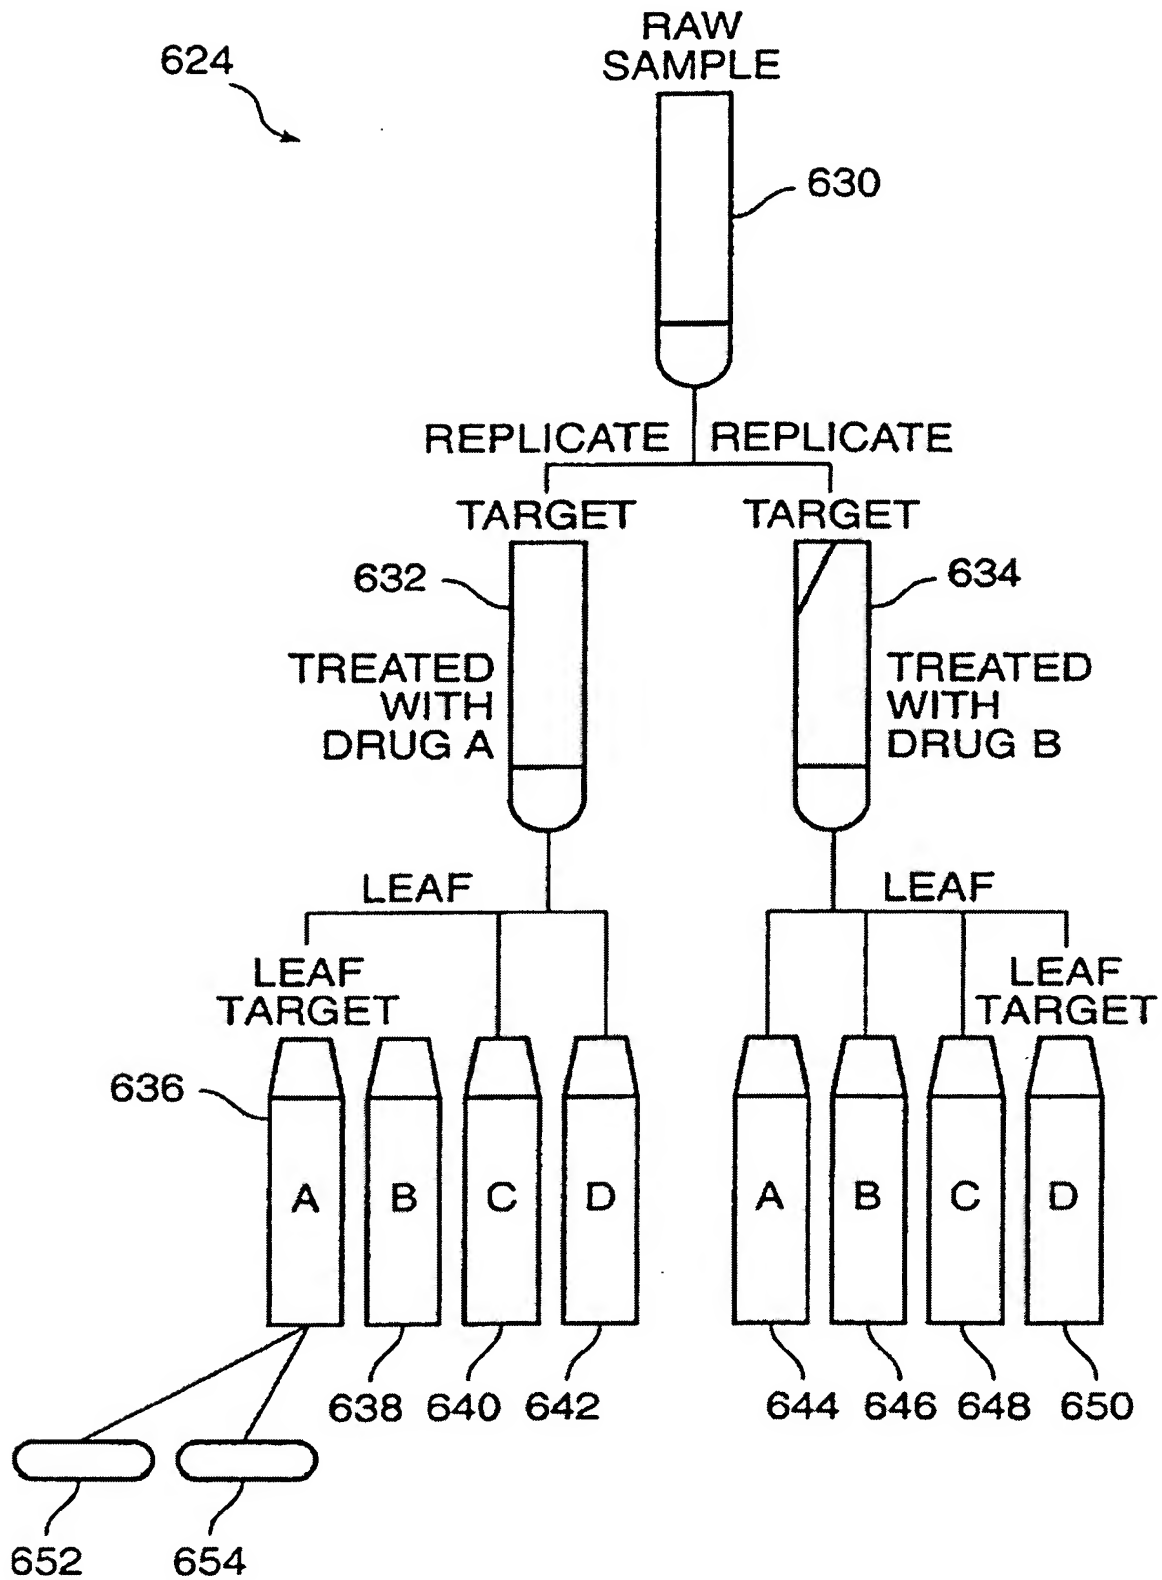 RAW
SAMPLE
624
630
REPLICATE REPLICATE
TARGET TARGET
632 634
TREATED
WITH
DRUG A
TREATED
WITH
DRUG B
LEAF LEAF
LEAF
TARGET
LEAF
TARGET
636
A B C D A B C D
638 640 642 644 646 648 650
652 654